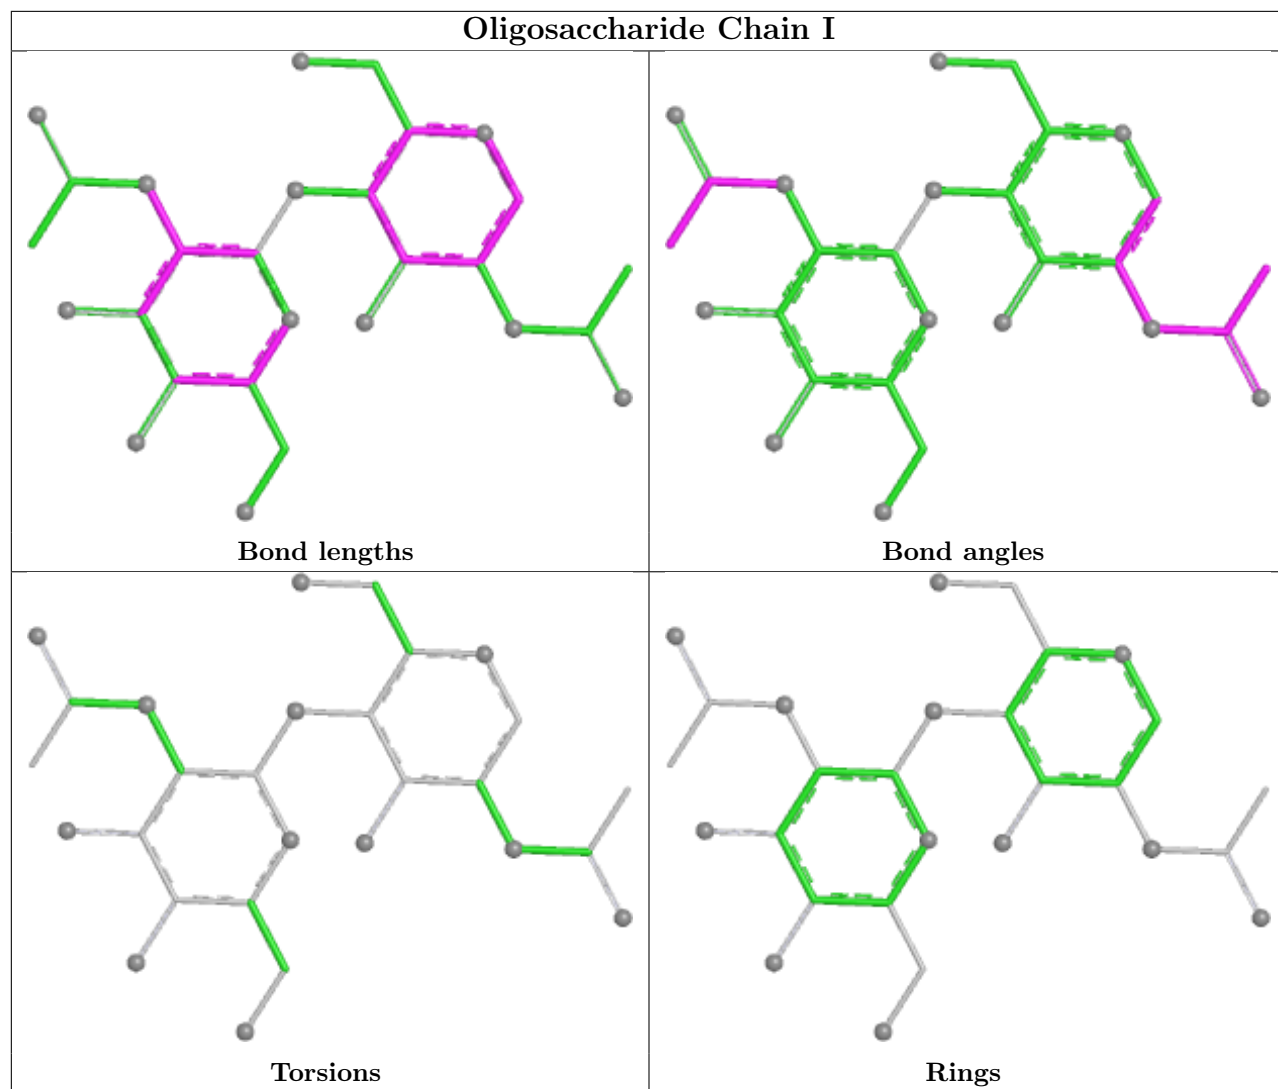 Oligosaccharide Chain I
Bond lengths
Bond angles
Torsions
Rings